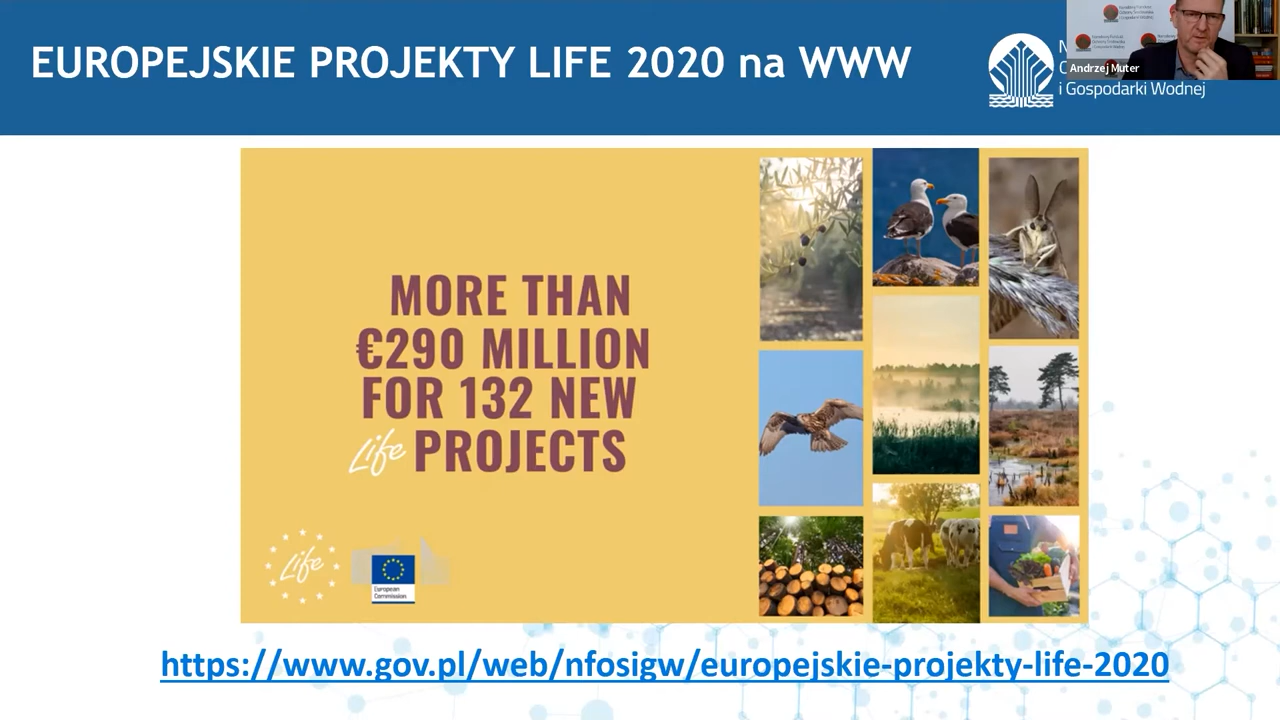 EUROPEJSKIE PROJEKTY LIFE 2020 na WWW
Andrzej Muter
i Gospodarki Wodnej
MORE THAN
€290 MILLION
FOR 132 NEW
Life PROJECTS
Life
European
Commission
https://www.gov.pl/web/nfosigw/europejskie-projekty-life-2020